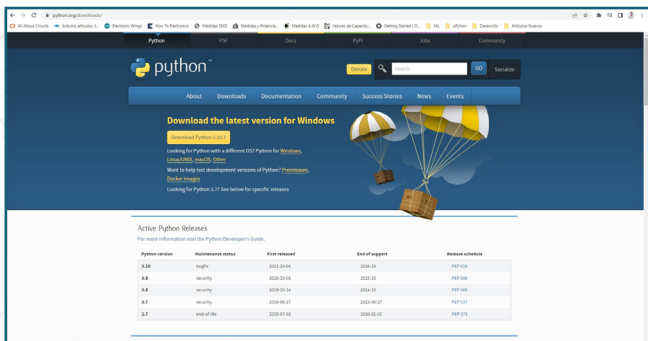 python.org/downloads/
All About Circuits Arduino artículos, t... Electronic Wings How To Electronics Medidas SMD Medidas y Potencia... Medidas A.W.G Valores de Capacito... Getting Started | O... ML uPython Desarrollo Artículos Nuevos
Python PSF Docs PyPI Jobs Community
python™
Donate Search GO Socialize
About Downloads Documentation Community Success Stories News Events
Download the latest version for Windows
Download Python 3.10.7
Looking for Python with a different OS? Python for Windows,
Linux/UNIX, macOS, Other
Want to help test development versions of Python? Prereleases,
Docker images
Looking for Python 2.7? See below for specific releases
Active Python Releases
For more information visit the Python Developer's Guide.
Python version Maintenance status First released End of support Release schedule
3.10 bugfix 2021-10-04 2026-10 PEP 619
security 2020-10-05 2025-10 PEP 596
3.8 security 2019-10-14 2024-10 PEP 569
3.7 security 2018-06-27 2023-06-27 PEP 537
2.7 end of life 2010-07-03 2020-01-01 PEP 373